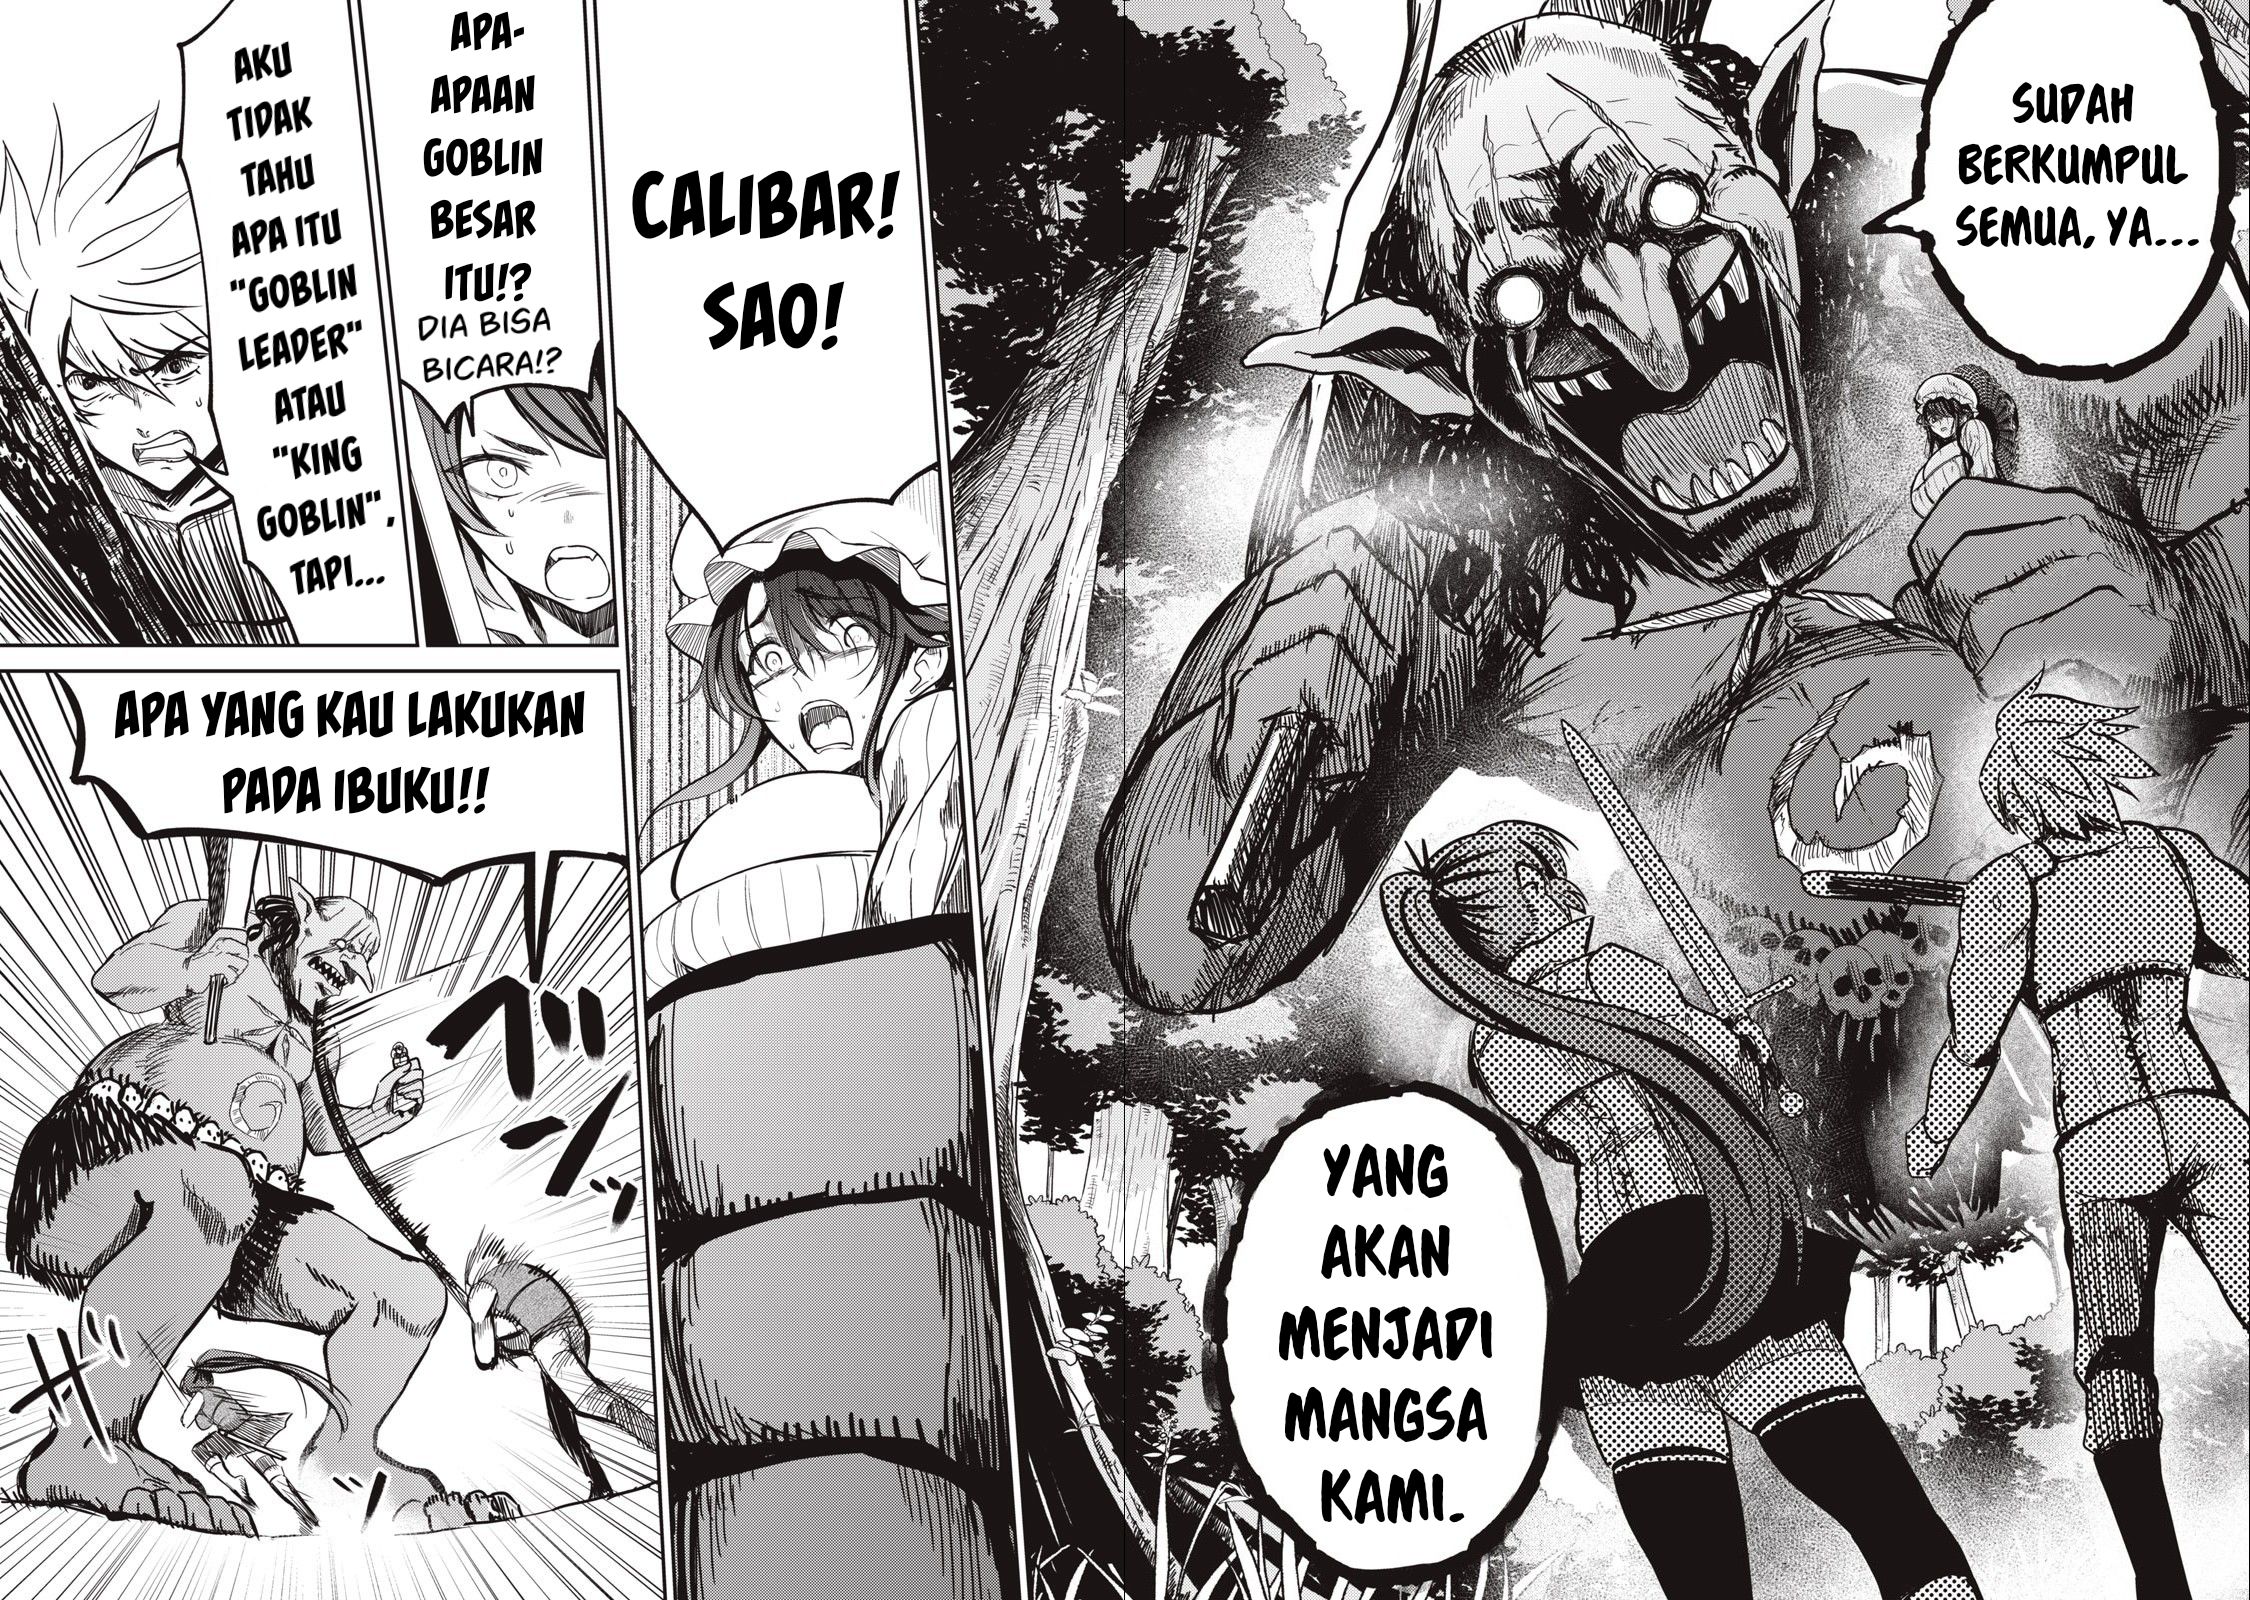 SUDAH
BERKUMPUL
SEMUA, YA...
YANG
AKAN
MENJADI
MANGSA
KAMI.
CALIBAR!
SAO!
APA-
APAAN
GOBLIN
BESAR
ITU!?
DIA BISA
BICARA!?
AKU
TIDAK
TAHU
APA ITU
"GOBLIN
LEADER"
ATAU
"KING
GOBLIN",
TAPI...
APA YANG KAU LAKUKAN
PADA IBUKU!!